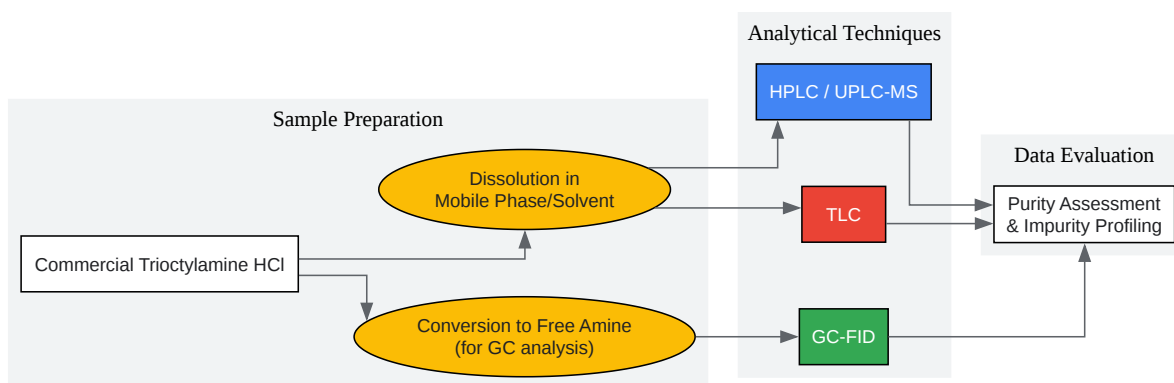 Sample Preparation
Commercial Trioctylamine HCl
Dissolution in
Mobile Phase/Solvent
Conversion to Free Amine
(for GC analysis)
Analytical Techniques
HPLC / UPLC-MS
TLC
GC-FID
Data Evaluation
Purity Assessment
& Impurity Profiling